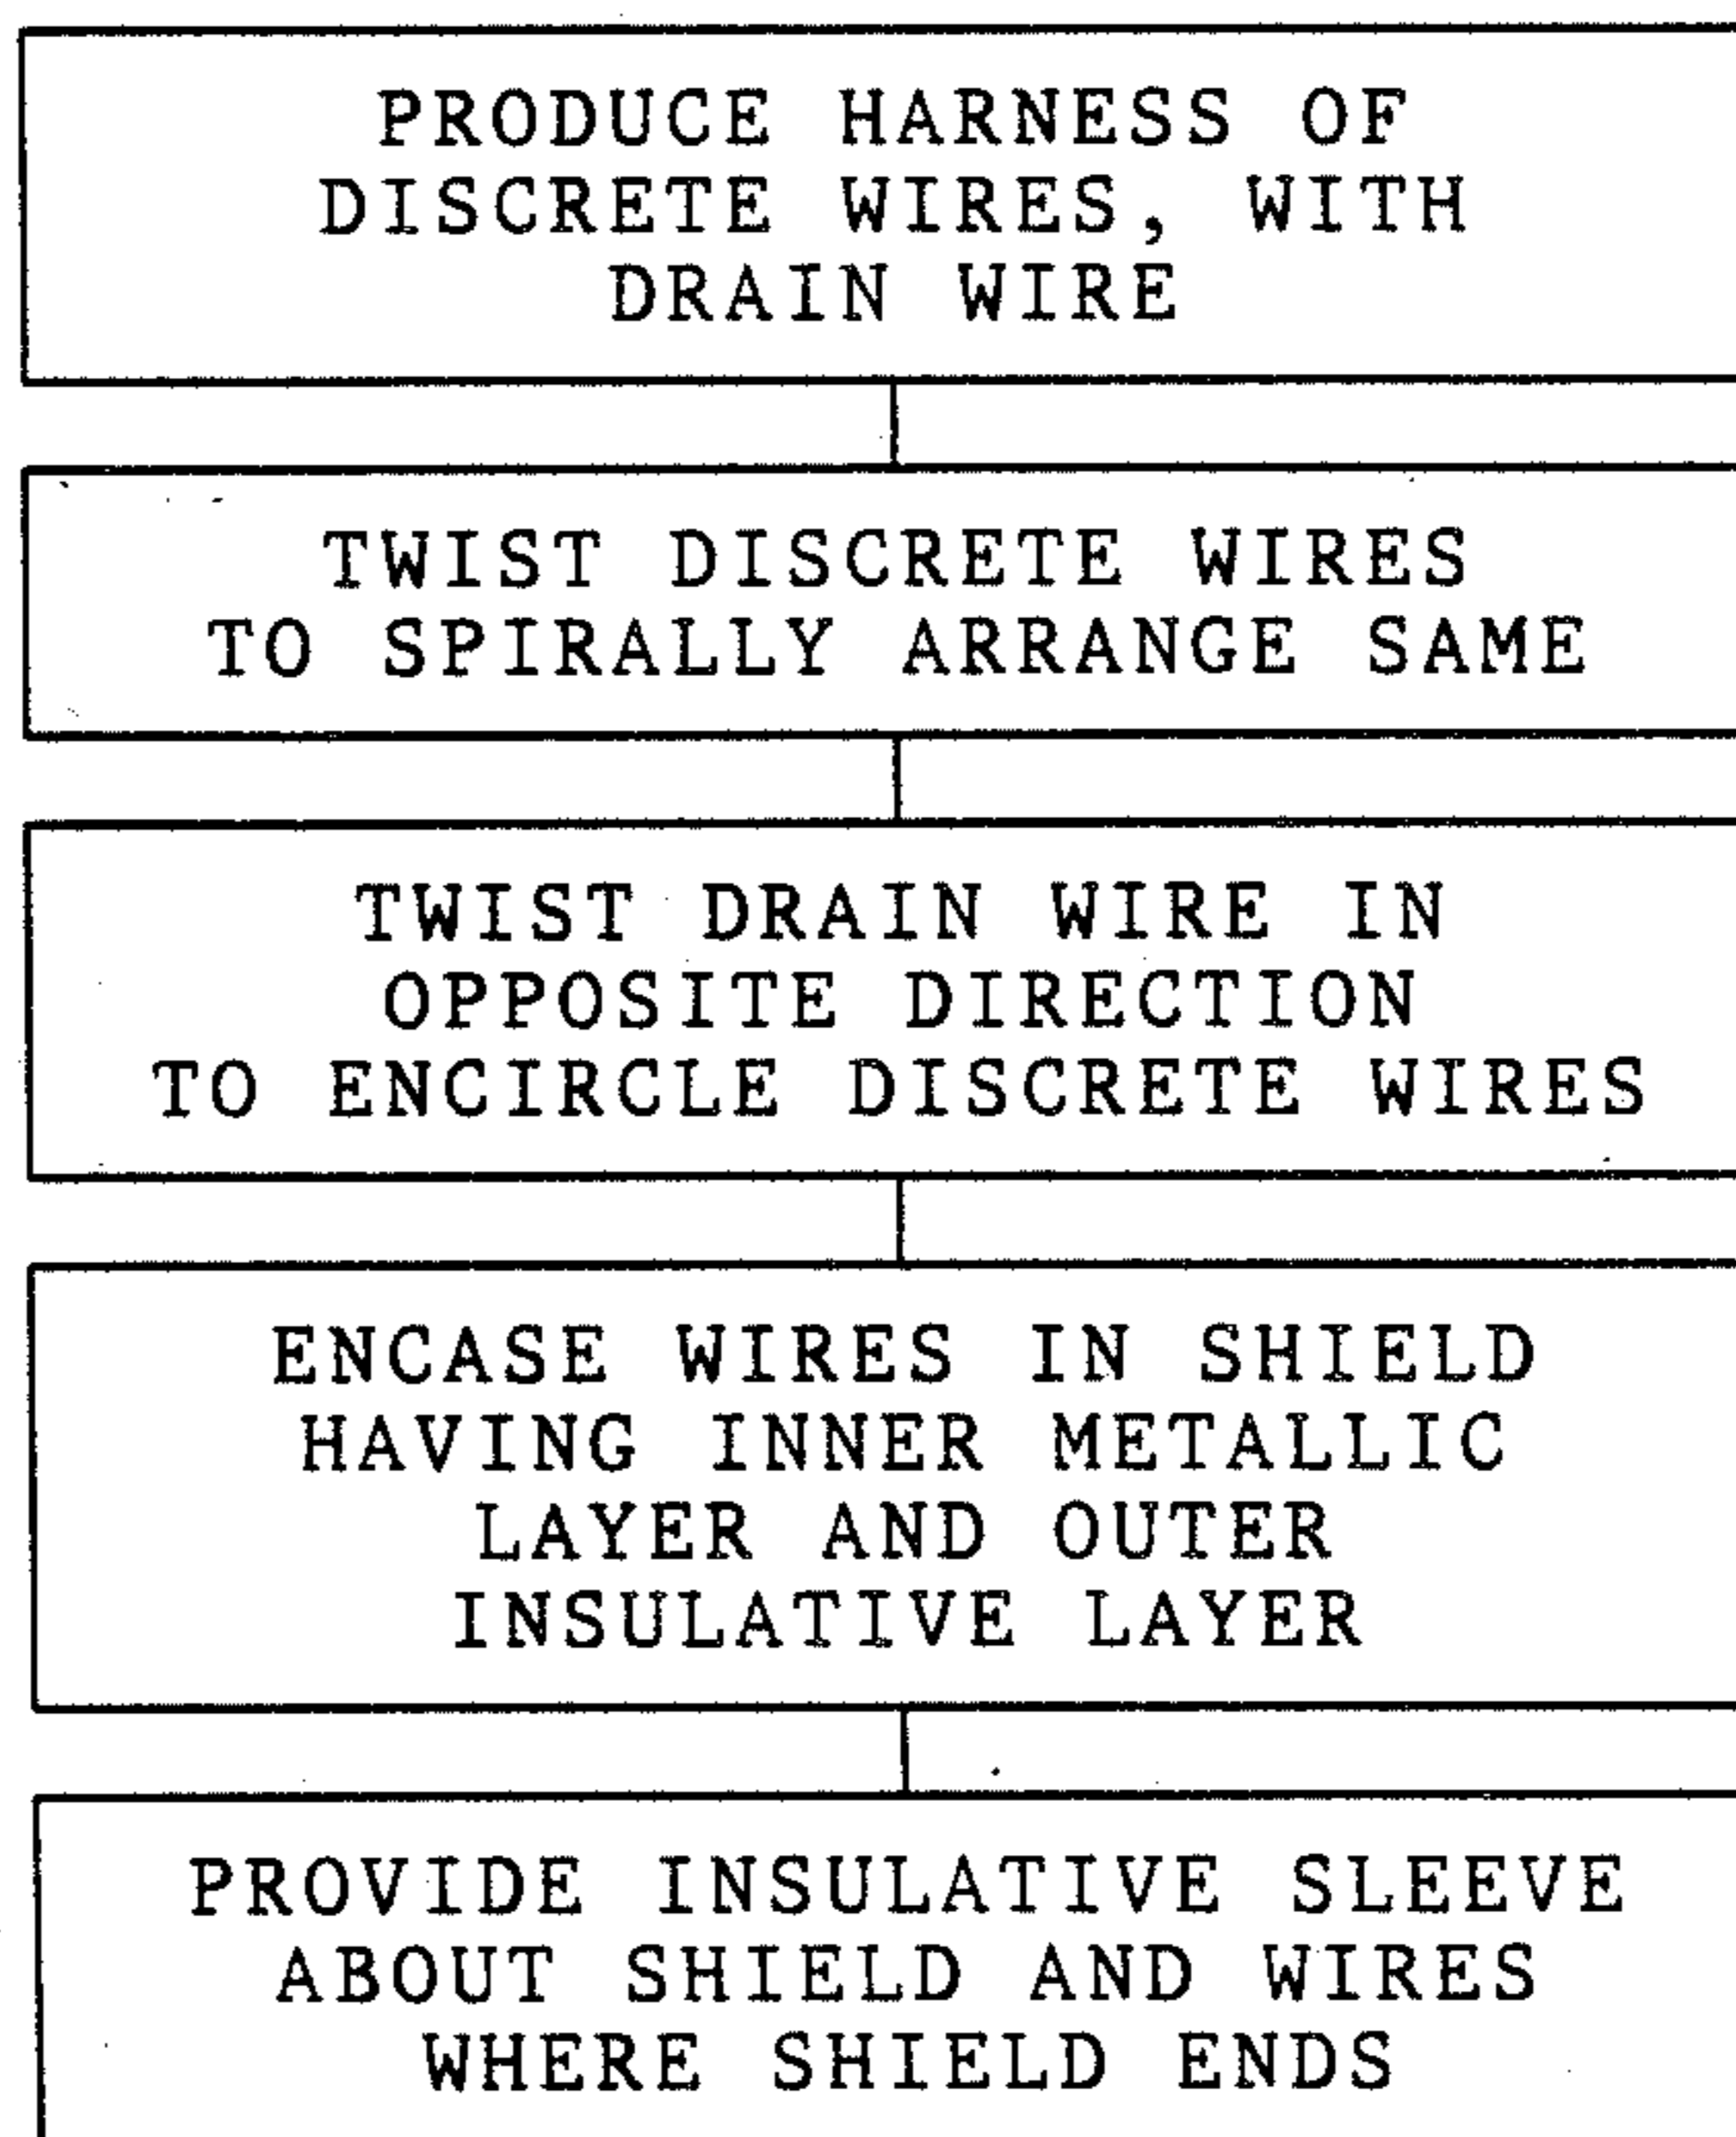 PRODUCE HARNESS OF
DISCRETE WIRES, WITH
DRAIN WIRE
TWIST DISCRETE WIRES
TO SPIRALLY ARRANGE SAME
TWIST DRAIN WIRE IN
OPPOSITE DIRECTION
TO ENCIRCLE DISCRETE WIRES
ENCASE WIRES IN SHIELD
HAVING INNER METALLIC
LAYER AND OUTER
INSULATIVE LAYER
PROVIDE INSULATIVE SLEEVE
ABOUT SHIELD AND WIRES
WHERE SHIELD ENDS